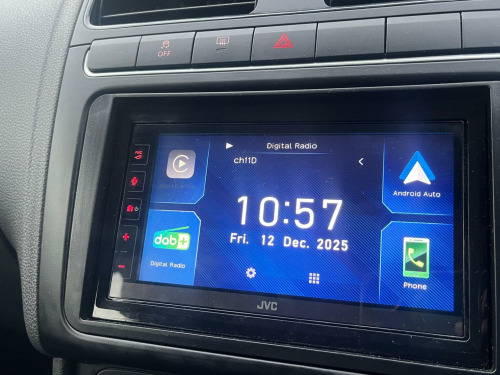 OFF
Digital Radio
ch11D
Android Auto
10:57
Fri. 12 Dec. 2025
dab+
Digital Radio
Phone
JVC